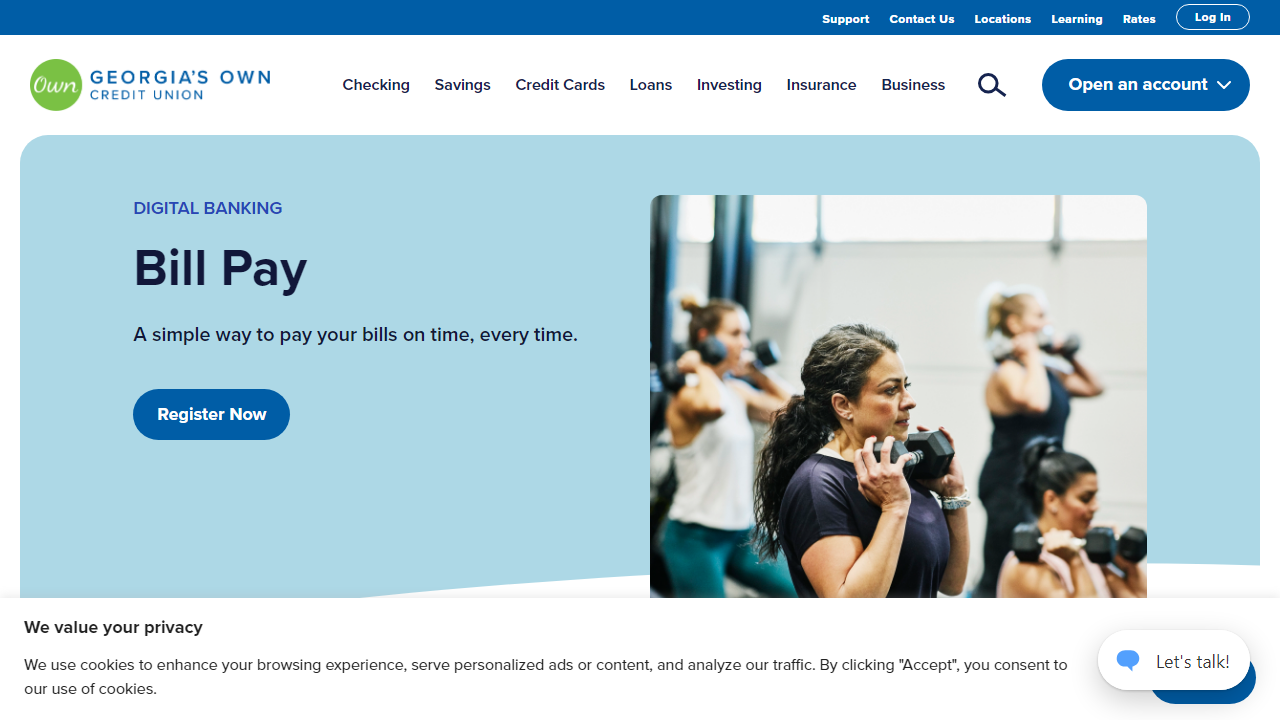 Support Contact Us Locations Learning Rates Log In
Own GEORGIA'S OWN
CREDIT UNION
Checking Savings Credit Cards Loans Investing Insurance Business Open an account
DIGITAL BANKING
Bill Pay
A simple way to pay your bills on time, every time.
Register Now
We value your privacy
We use cookies to enhance your browsing experience, serve personalized ads or content, and analyze our traffic. By clicking "Accept", you consent to
our use of cookies.
Let's talk!